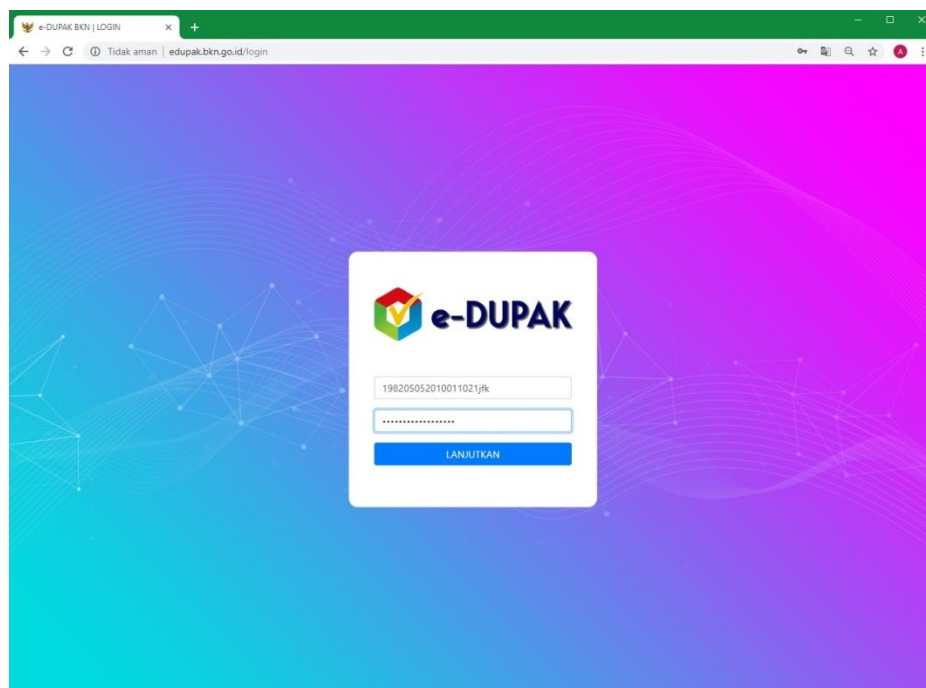 e-DUPAK BKN | LOGIN
Tidak aman | edupak.bkn.go.id/login
A
e-DUPAK
198205052010011021jfk
••••••••••••••••••
LANJUTKAN